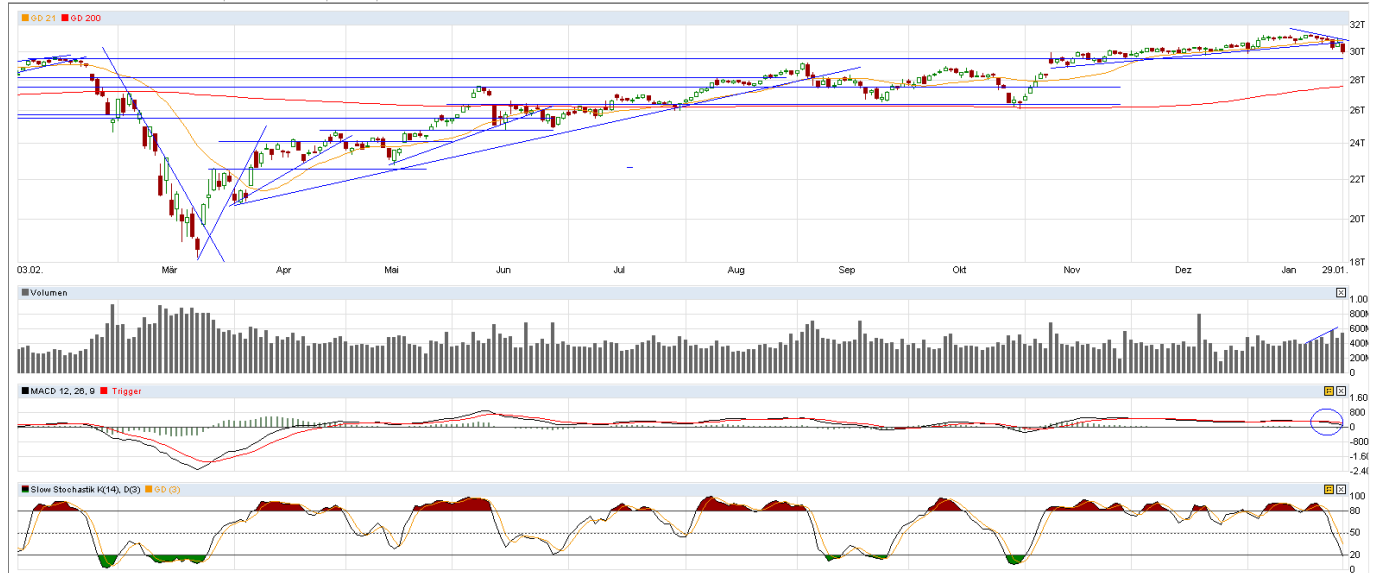 GD 21 GD 200
32T
30T
28T
26T
24T
22T
20T
18T
03.02. Mär Apr Mai Jun Jul Aug Sep Okt Nov Dez Jan 29.01.
Volumen
1.00
800M
600M
400M
200M
0
MACD 12, 26, 9 Trigger
1.60
800
0
-800
-1.60
-2.40
Slow Stochastik K(14), D(3) GD (3)
100
80
50
20
0